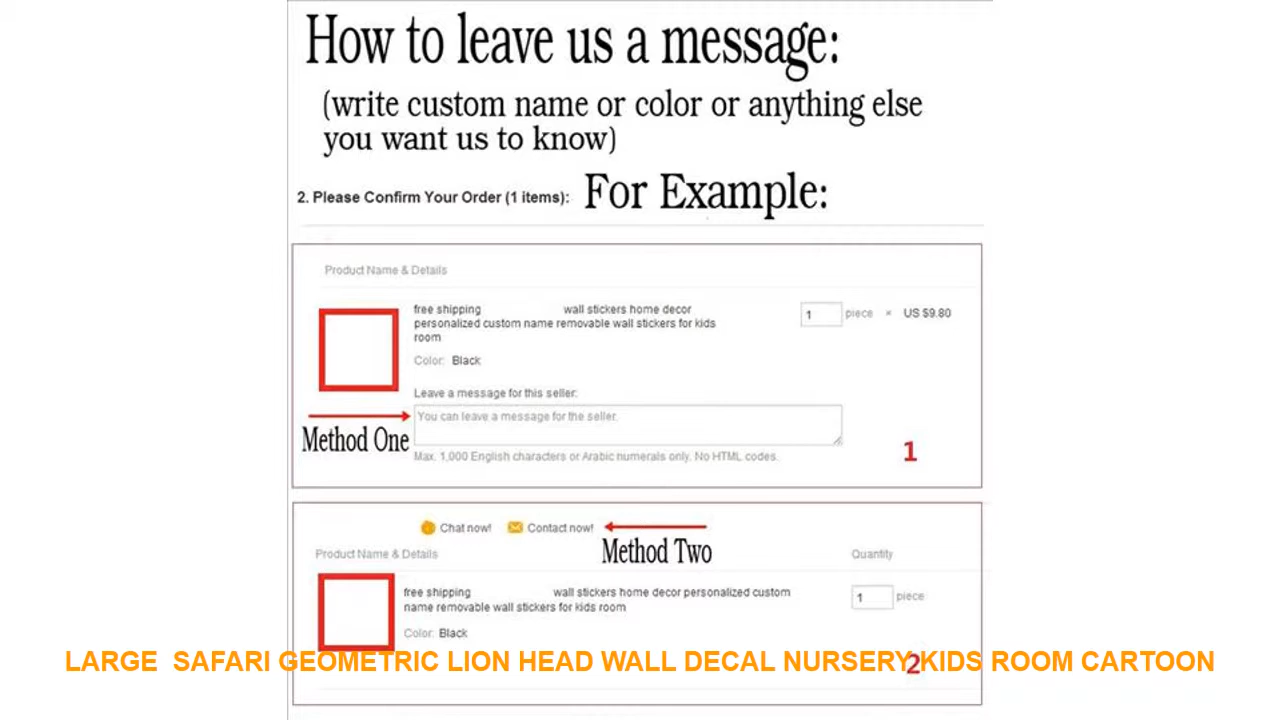 How to leave us a message:
(write custom name or color or anything else
you want us to know)
2. Please Confirm Your Order (1 items): For Example:
Product Name & Details
free shipping wall stickers home decor
personalized custom name removable wall stickers for kids
room
1 piece × US $9.80
Color: Black
Leave a message for this seller:
You can leave a message for the seller.
Method One
Max. 1,000 English characters or Arabic numerals only. No HTML codes.
1
Chat now! Contact now!
Method Two
Product Name & Details Quantity
free shipping wall stickers home decor personalized custom
name removable wall stickers for kids room
1 piece
Color: Black
LARGE SAFARI GEOMETRIC LION HEAD WALL DECAL NURSERY KIDS ROOM CARTOON
2